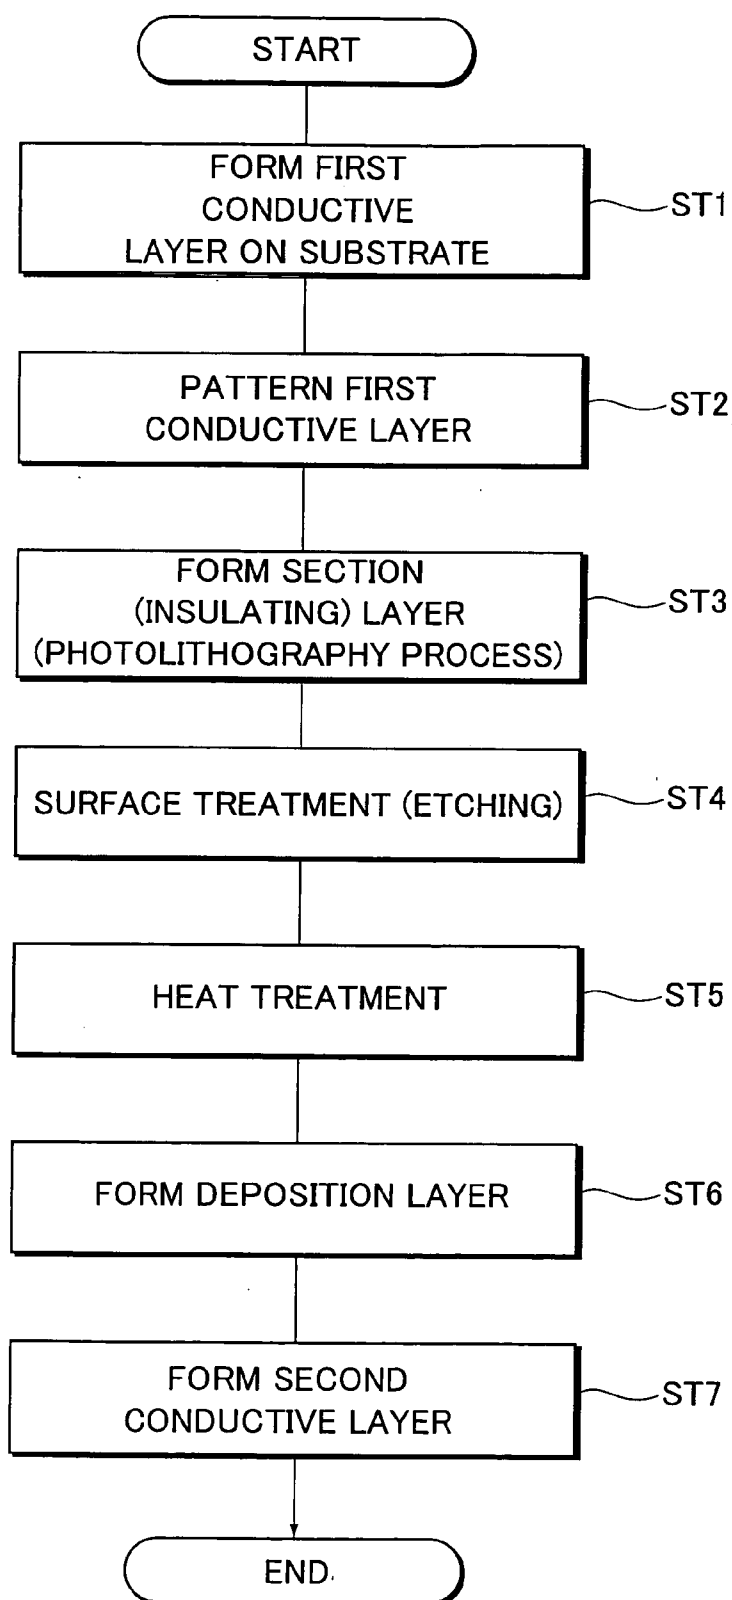 START
FORM FIRST
CONDUCTIVE
LAYER ON SUBSTRATE
ST1
PATTERN FIRST
CONDUCTIVE LAYER
ST2
FORM SECTION
(INSULATING) LAYER
(PHOTOLITHOGRAPHY PROCESS)
ST3
SURFACE TREATMENT (ETCHING)
ST4
HEAT TREATMENT
ST5
FORM DEPOSITION LAYER
ST6
FORM SECOND
CONDUCTIVE LAYER
ST7
END